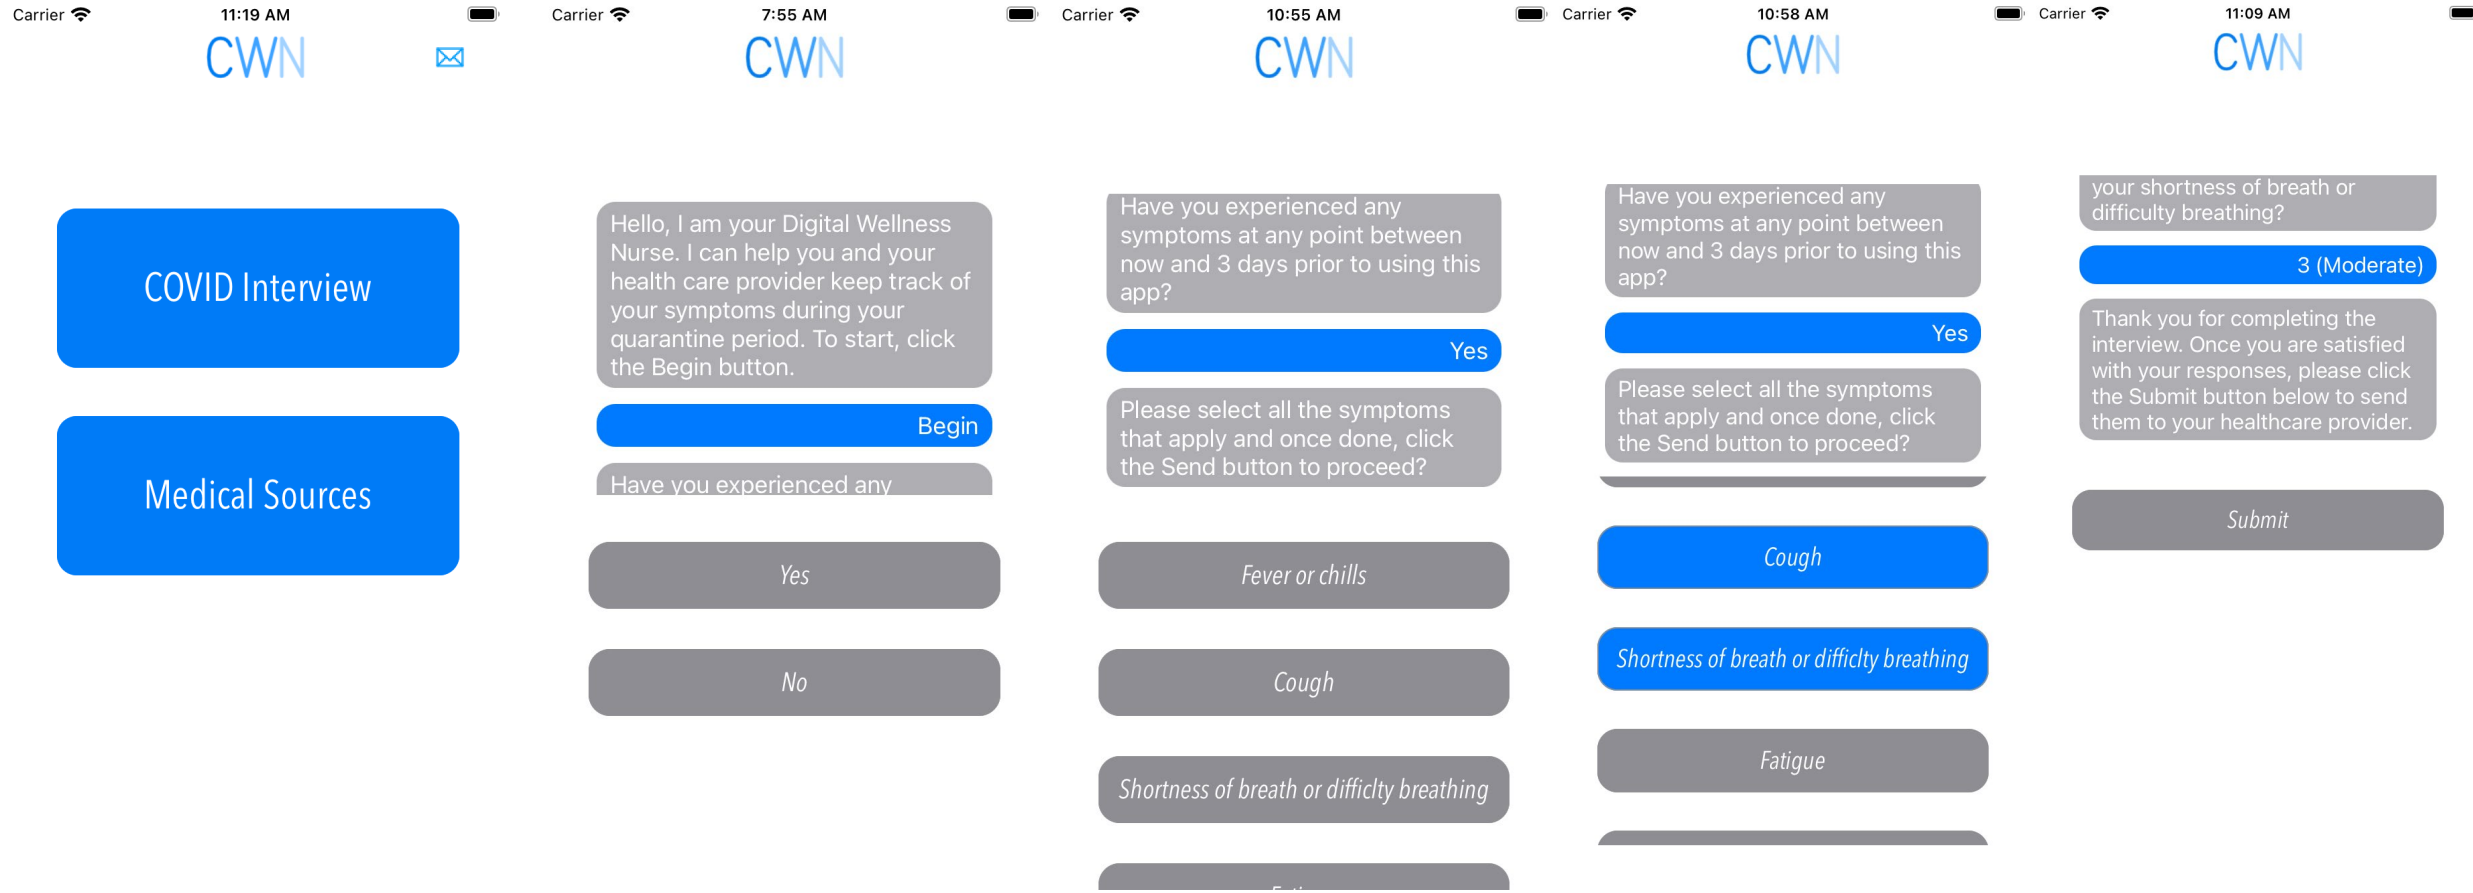 Carrier 11:19 AM
CWN
COVID Interview
Medical Sources
Carrier 7:55 AM
CWN
Hello, I am your Digital Wellness
Nurse. I can help you and your
health care provider keep track of
your symptoms during your
quarantine period. To start, click
the Begin button.
Begin
Have you experienced any
Yes
No
Carrier 10:55 AM
CWN
Have you experienced any
symptoms at any point between
now and 3 days prior to using this
app?
Yes
Please select all the symptoms
that apply and once done, click
the Send button to proceed?
Fever or chills
Cough
Shortness of breath or difficlty breathing
Carrier 10:58 AM
CWN
Have you experienced any
symptoms at any point between
now and 3 days prior to using this
app?
Yes
Please select all the symptoms
that apply and once done, click
the Send button to proceed?
Cough
Shortness of breath or difficlty breathing
Fatigue
Carrier 11:09 AM
CWN
your shortness of breath or
difficulty breathing?
3 (Moderate)
Thank you for completing the
interview. Once you are satisfied
with your responses, please click
the Submit button below to send
them to your healthcare provider.
Submit